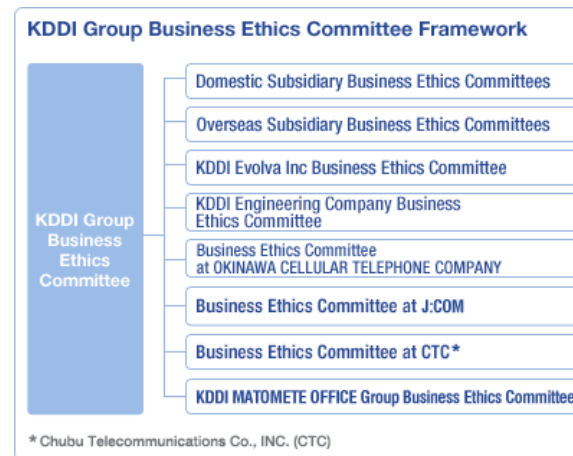 KDDI Group Business Ethics Committee Framework
KDDI Group
Business
Ethics
Committee
Domestic Subsidiary Business Ethics Committees
Overseas Subsidiary Business Ethics Committees
KDDI Evolva Inc Business Ethics Committee
KDDI Engineering Company Business
Ethics Committee
Business Ethics Committee
at OKINAWA CELLULAR TELEPHONE COMPANY
Business Ethics Committee at J:COM
Business Ethics Committee at CTC*
KDDI MATOMETE OFFICE Group Business Ethics Committee
* Chubu Telecommunications Co., INC. (CTC)